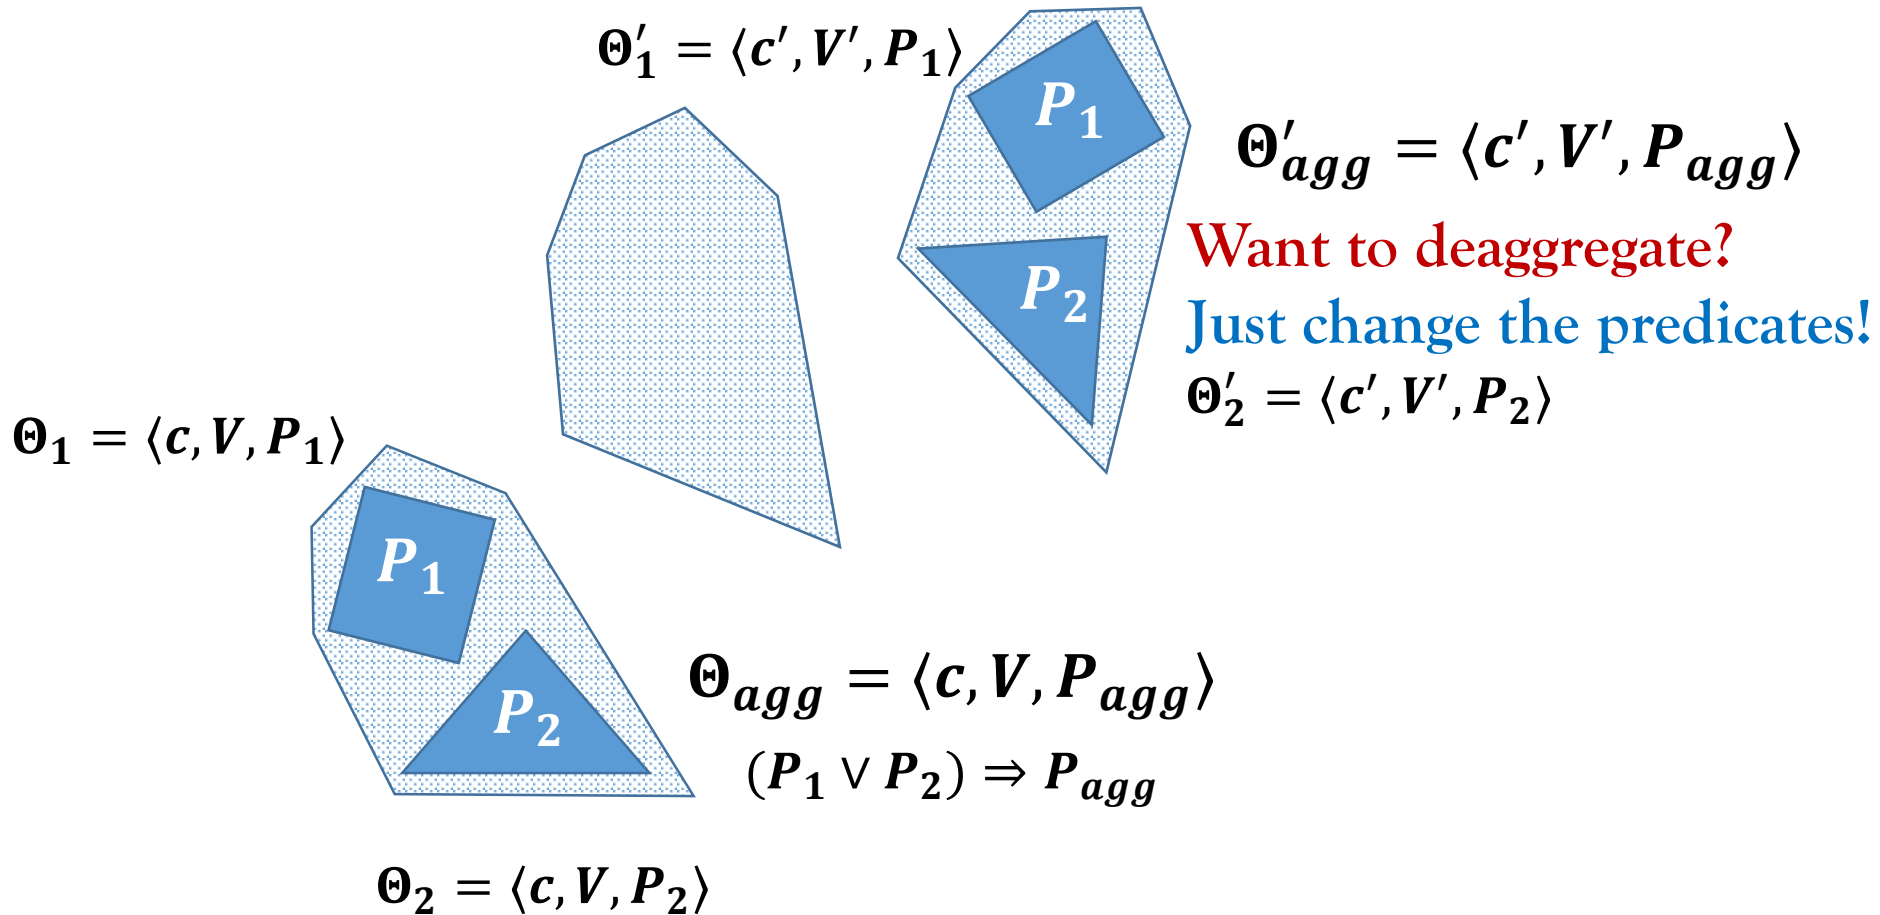 𝚯′₁ = ⟨𝒄′, 𝑽′, 𝑷₁⟩
𝑷₁
𝚯′ₐ𝓰𝓰 = ⟨𝒄′, 𝑽′, 𝑷ₐ𝓰𝓰⟩
Want to deaggregate?
𝑷₂
Just change the predicates!
𝚯′₂ = ⟨𝒄′, 𝑽′, 𝑷₂⟩
𝚯₁ = ⟨𝒄, 𝑽, 𝑷₁⟩
𝑷₁
𝚯ₐ𝓰𝓰 = ⟨𝒄, 𝑽, 𝑷ₐ𝓰𝓰⟩
𝑷₂
(𝑷₁ ∨ 𝑷₂) ⇒ 𝑷ₐ𝓰𝓰
𝚯₂ = ⟨𝒄, 𝑽, 𝑷₂⟩